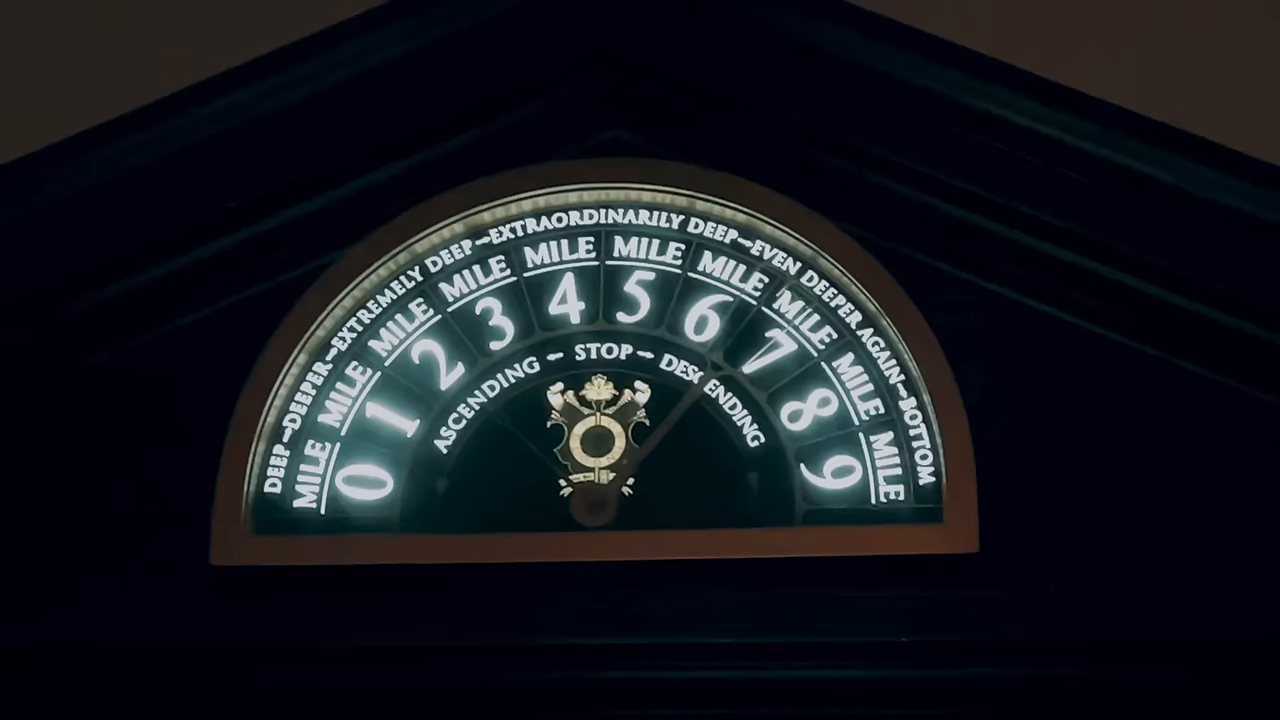 DEEP–DEEPER–EXTREMELY DEEP–EXTRAORDINARILY DEEP–EVEN DEEPER AGAIN–BOTTOM
MILE MILE MILE MILE MILE MILE MILE MILE MILE MILE
0 1 2 3 4 5 6 7 8 9
ASCENDING – STOP – DESCENDING